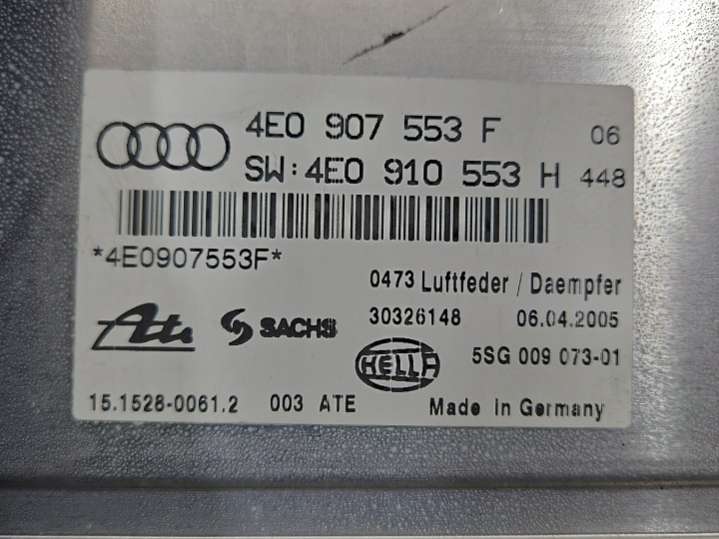 4E0 907 553 F 06
SW:4E0 910 553 H 448
*4E0907553F*
0473 Luftfeder / Daempfer
Ate SACHS 30326148 06.04.2005
HELLA 5SG 009 073-01
15.1528-0061.2 003 ATE Made in Germany